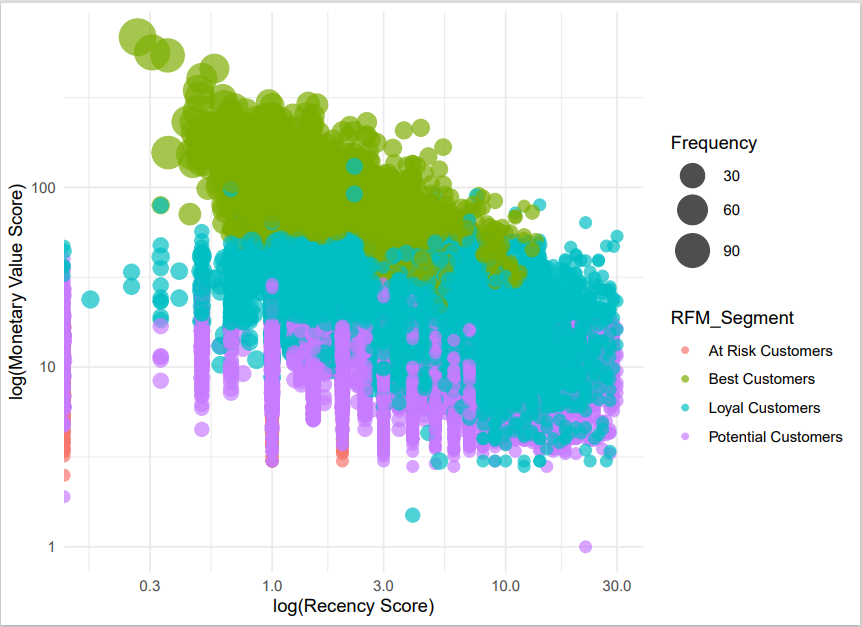 log(Monetary Value Score)
100
10
1
0.3 1.0 3.0 10.0 30.0
log(Recency Score)
Frequency
30
60
90
RFM_Segment
At Risk Customers
Best Customers
Loyal Customers
Potential Customers